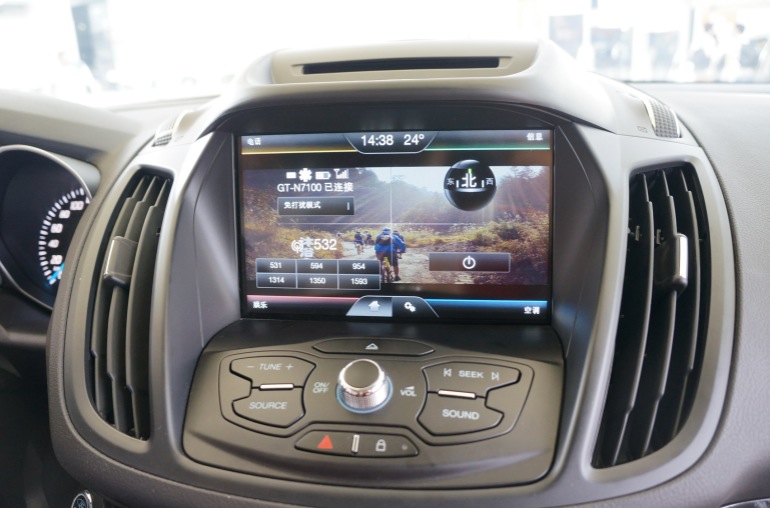 电话
14:38 24°
信息
GT-N7100 已连接
免打扰模式
北
东 西
532
531 594 954
1314 1350 1593
娱乐
空调
- TUNE +
SOURCE
ON/OFF
VOL
SEEK
SOUND